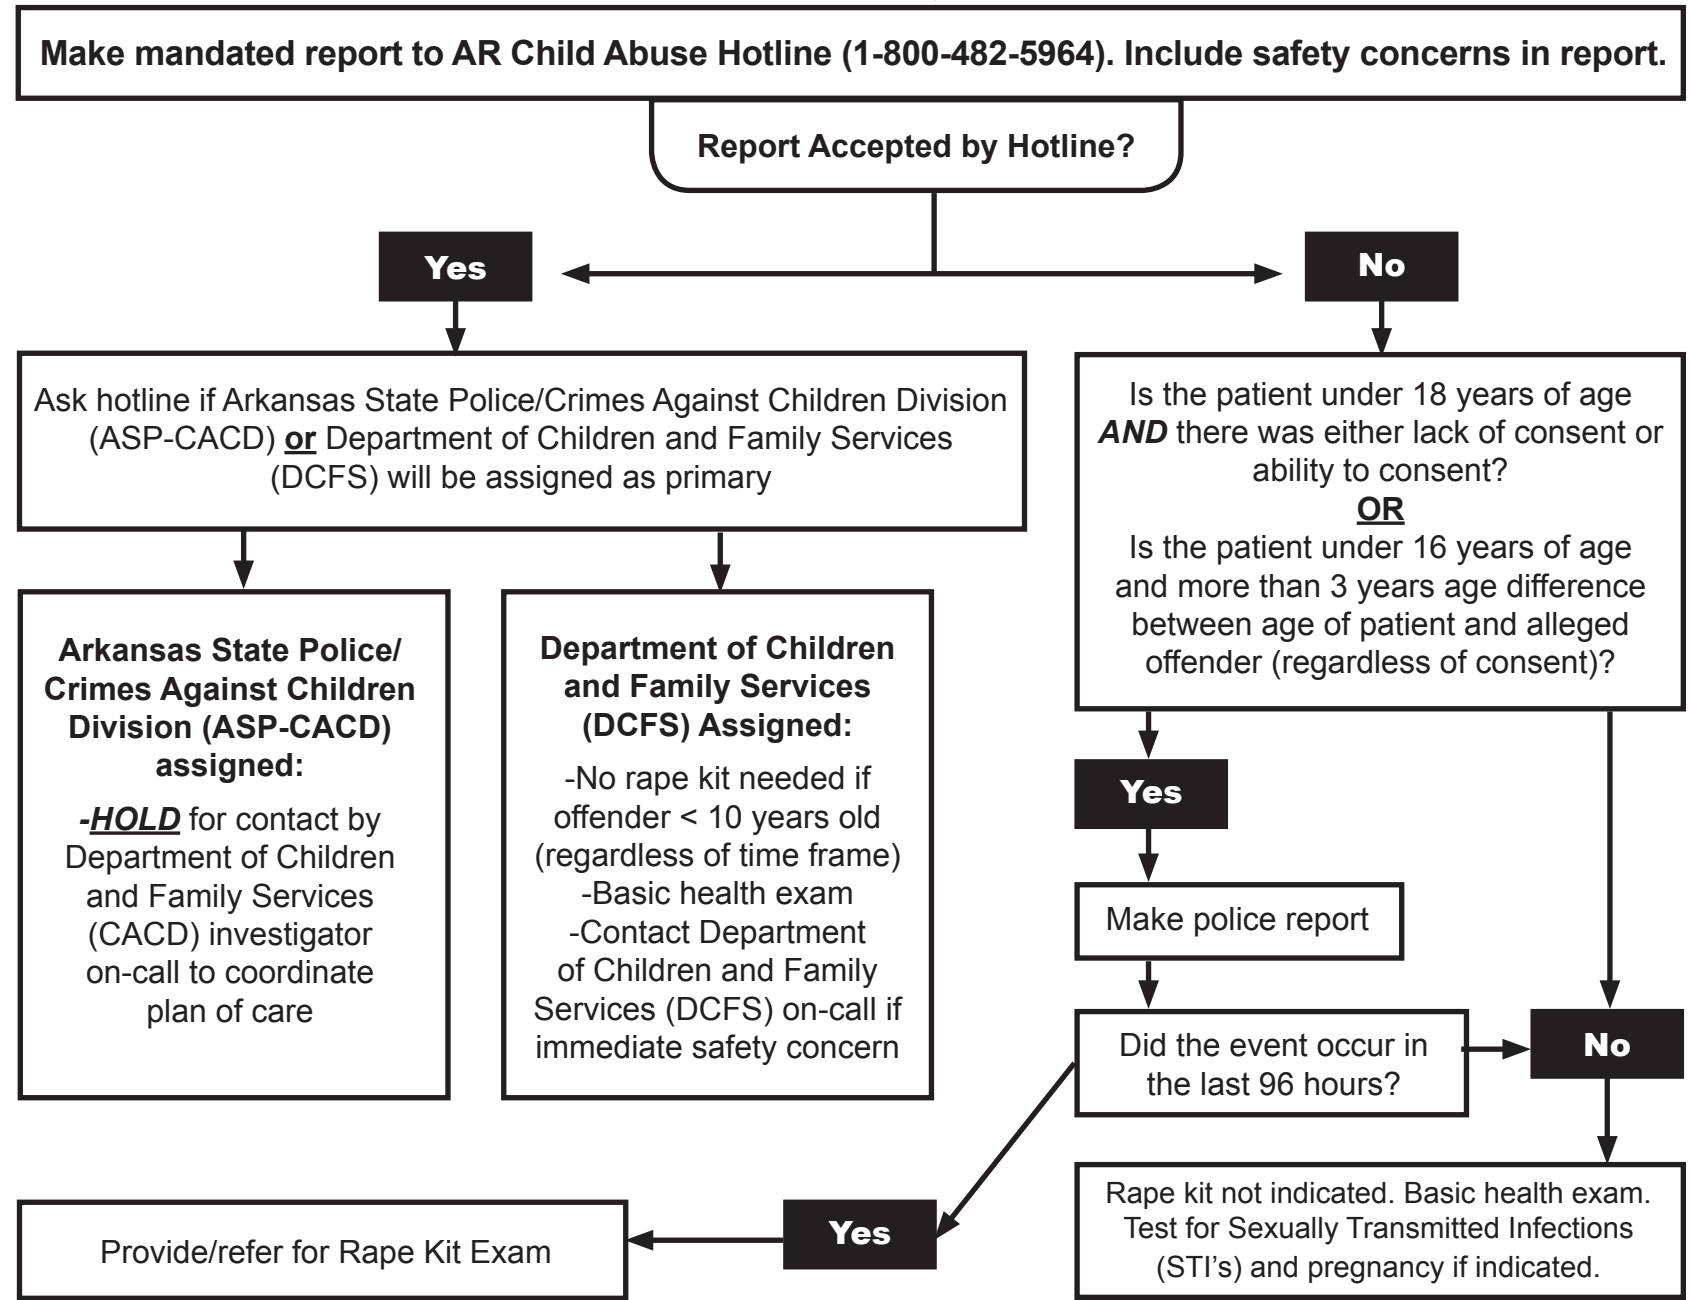 Make mandated report to AR Child Abuse Hotline (1-800-482-5964). Include safety concerns in report.
Report Accepted by Hotline?
Yes
No
Ask hotline if Arkansas State Police/Crimes Against Children Division
(ASP-CACD) or Department of Children and Family Services
(DCFS) will be assigned as primary
Is the patient under 18 years of age
AND there was either lack of consent or
ability to consent?
OR
Is the patient under 16 years of age
and more than 3 years age difference
between age of patient and alleged
offender (regardless of consent)?
Arkansas State Police/
Crimes Against Children
Division (ASP-CACD)
assigned:
-HOLD for contact by
Department of Children
and Family Services
(CACD) investigator
on-call to coordinate
plan of care
Department of Children
and Family Services
(DCFS) Assigned:
-No rape kit needed if
offender < 10 years old
(regardless of time frame)
-Basic health exam
-Contact Department
of Children and Family
Services (DCFS) on-call if
immediate safety concern
Yes
Make police report
Did the event occur in
the last 96 hours?
No
Yes
Provide/refer for Rape Kit Exam
Rape kit not indicated. Basic health exam.
Test for Sexually Transmitted Infections
(STI's) and pregnancy if indicated.